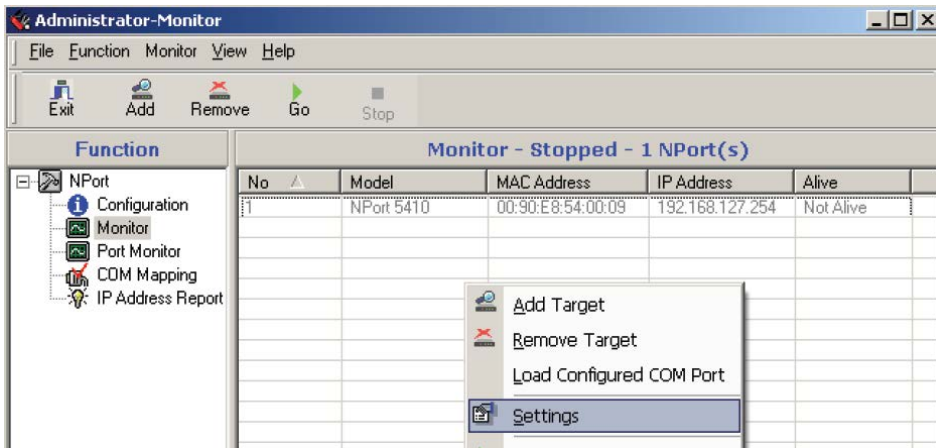 Administrator-Monitor
File Function Monitor View Help
Exit Add Remove Go Stop
Function
Monitor - Stopped - 1 NPort(s)
NPort
Configuration
Monitor
Port Monitor
COM Mapping
IP Address Report
No Model MAC Address IP Address Alive
1 NPort 5410 00:90:E8:54:00:09 192.168.127.254 Not Alive
Add Target
Remove Target
Load Configured COM Port
Settings